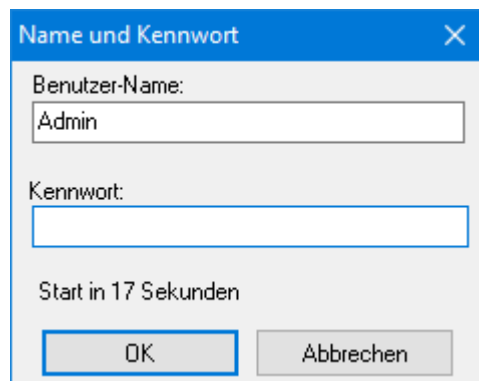 Name und Kennwort
Benutzer-Name:
Admin
Kennwort:
Start in 17 Sekunden
OK Abbrechen